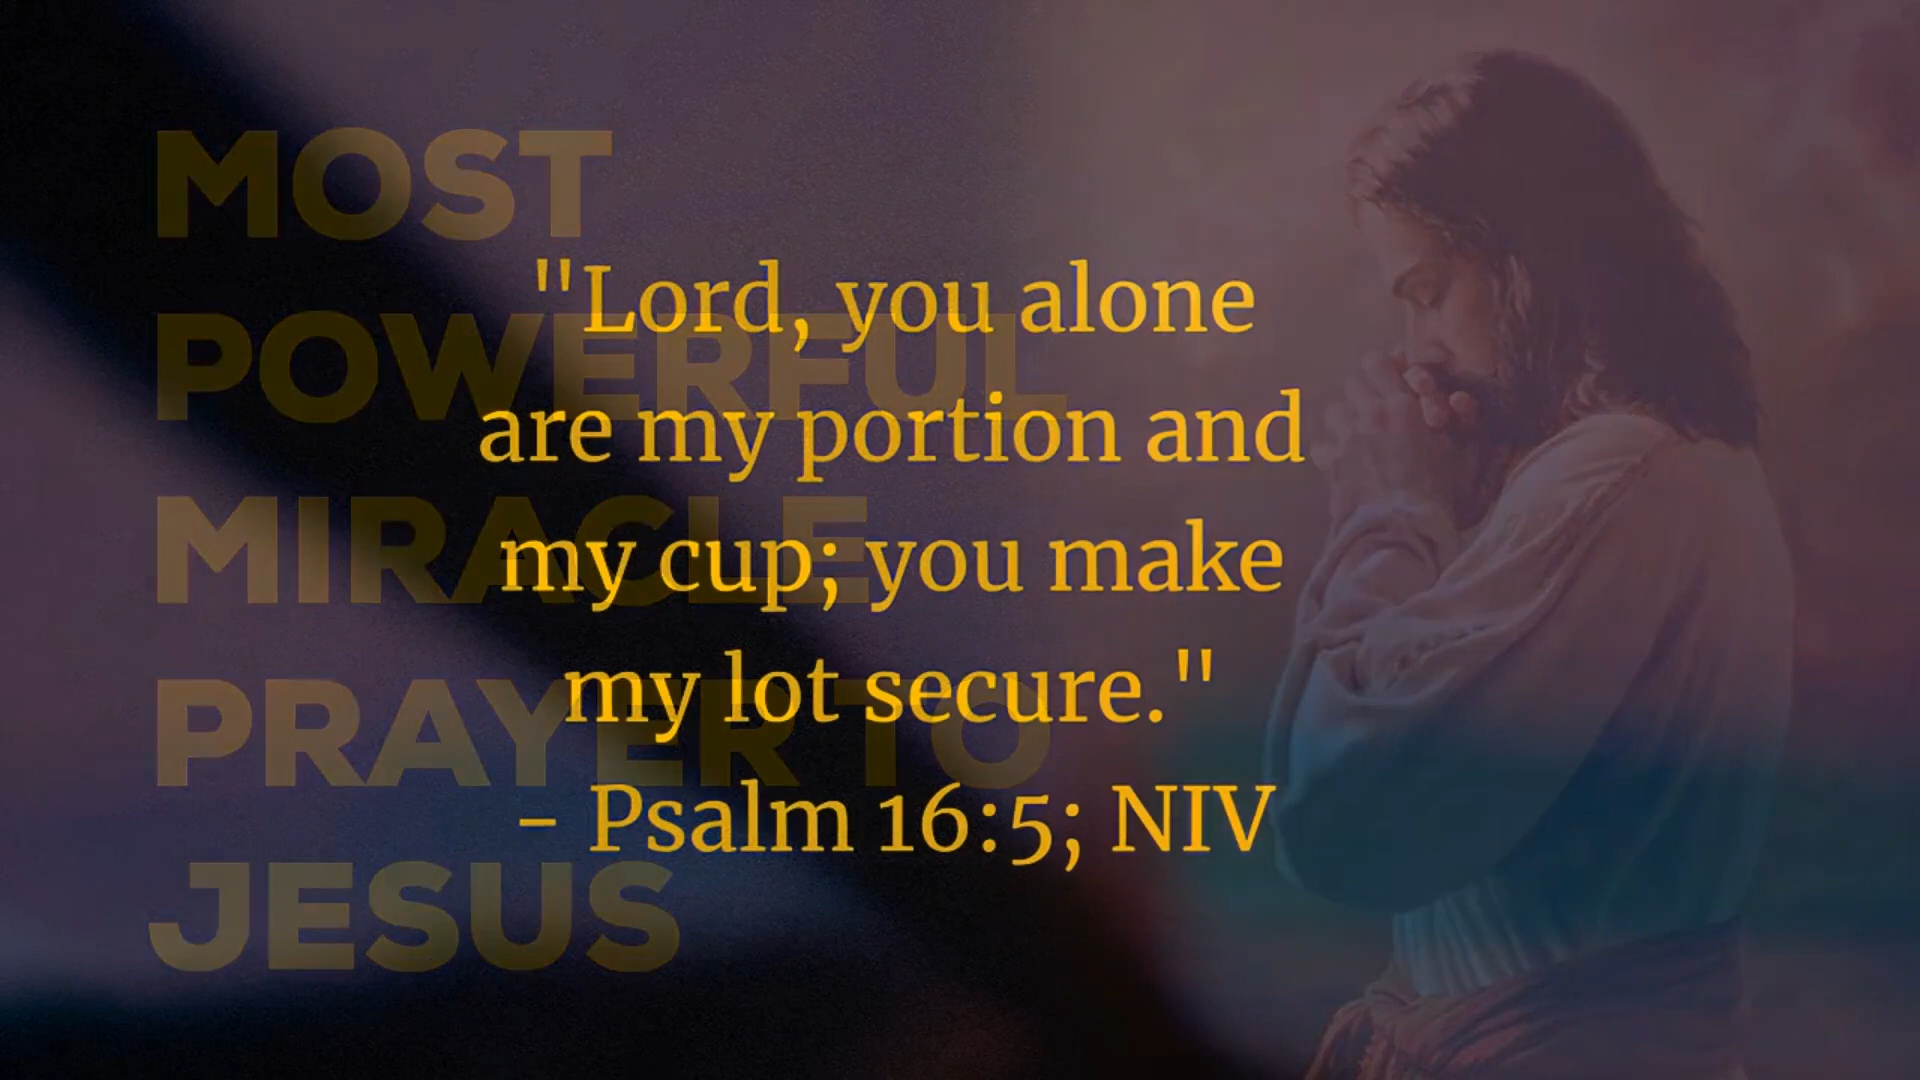 MOST
POWERFUL
MIRACLE
PRAYER TO
JESUS
"Lord, you alone
are my portion and
my cup; you make
my lot secure."
- Psalm 16:5; NIV